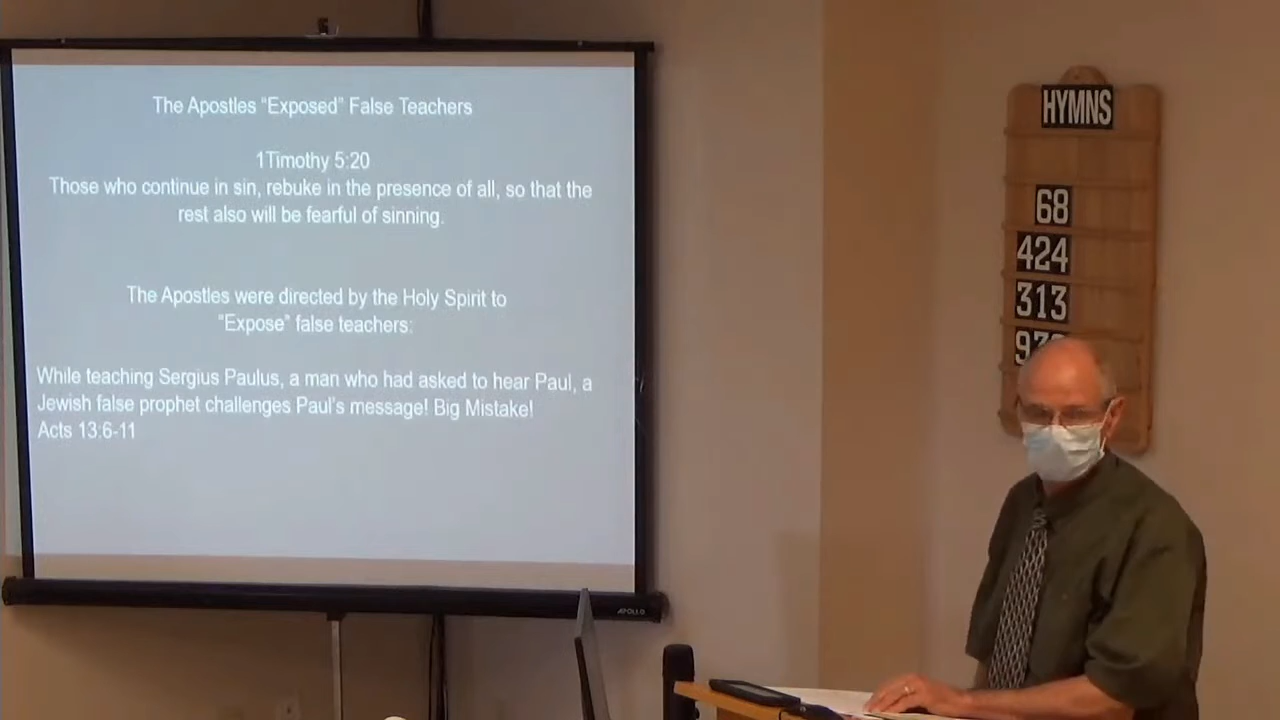 The Apostles “Exposed” False Teachers
1Timothy 5:20
Those who continue in sin, rebuke in the presence of all, so that the
rest also will be fearful of sinning.
The Apostles were directed by the Holy Spirit to
“Expose” false teachers:
While teaching Sergius Paulus, a man who had asked to hear Paul, a
Jewish false prophet challenges Paul’s message! Big Mistake!
Acts 13:6-11
APOLLO
HYMNS
68
424
313